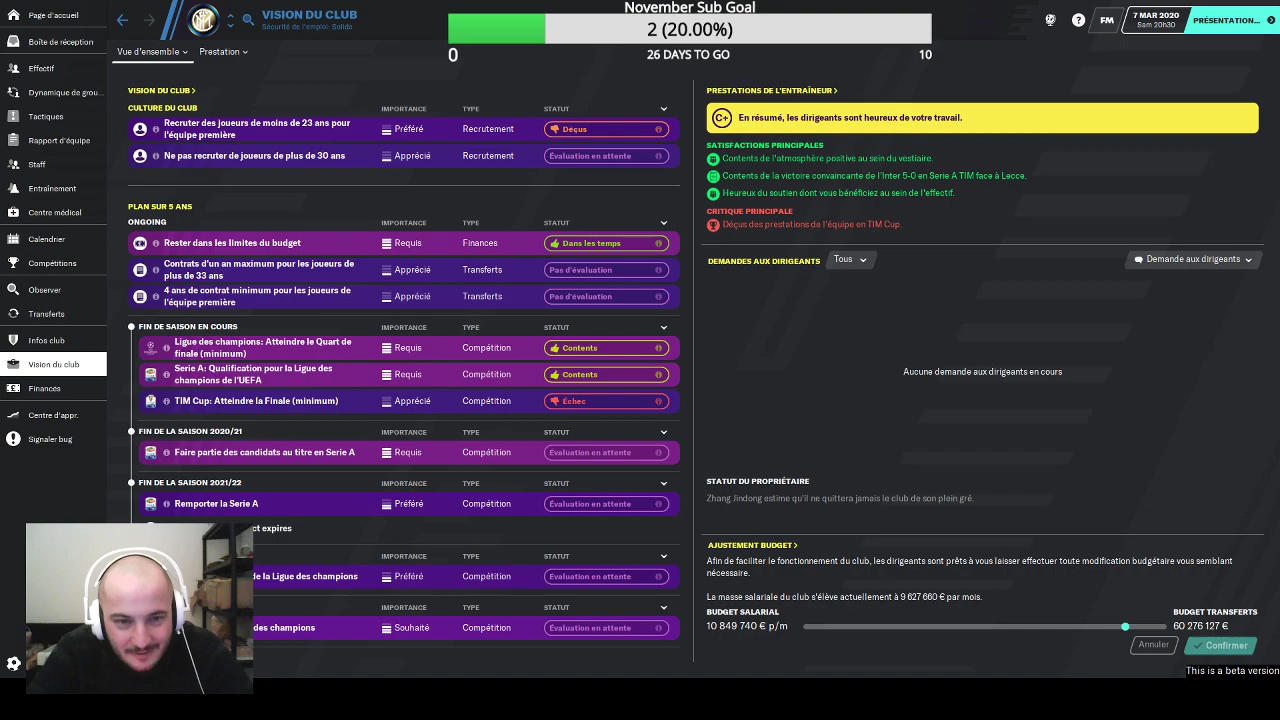 November Sub Goal
2 (20.00%)
0
26 DAYS TO GO
10
VISION DU CLUB
Sécurité de l'emploi: Solide
FM
7 MAR 2020
Sam 20h30
PRÉSENTATION...
Page d'accueil
Boîte de réception
Effectif
Dynamique de grou...
Tactiques
Rapport d'équipe
Staff
Entraînement
Centre médical
Calendrier
Compétitions
Observer
Transferts
Infos club
Vision du club
Finances
Centre d'appr.
Signaler bug
Vue d'ensemble
Prestation
VISION DU CLUB >
CULTURE DU CLUB IMPORTANCE TYPE STATUT
Recruter des joueurs de moins de 23 ans pour
l'équipe première
Préféré Recrutement Déçus
Ne pas recruter de joueurs de plus de 30 ans Apprécié Recrutement Évaluation en attente
PLAN SUR 5 ANS
ONGOING IMPORTANCE TYPE STATUT
Rester dans les limites du budget Requis Finances Dans les temps
Contrats d'un an maximum pour les joueurs de
plus de 33 ans
Apprécié Transferts Pas d'évaluation
4 ans de contrat minimum pour les joueurs de
l'équipe première
Apprécié Transferts Pas d'évaluation
FIN DE SAISON EN COURS IMPORTANCE TYPE STATUT
Ligue des champions: Atteindre le Quart de
finale (minimum)
Requis Compétition Contents
Serie A: Qualification pour la Ligue des
champions de l'UEFA
Requis Compétition Contents
TIM Cup: Atteindre la Finale (minimum) Apprécié Compétition Échec
FIN DE LA SAISON 2020/21 IMPORTANCE TYPE STATUT
Faire partie des candidats au titre en Serie A Requis Compétition Évaluation en attente
FIN DE LA SAISON 2021/22 IMPORTANCE TYPE STATUT
Remporter la Serie A Préféré Compétition Évaluation en attente
ct expires
IMPORTANCE TYPE STATUT
de la Ligue des champions Préféré Compétition Évaluation en attente
IMPORTANCE TYPE STATUT
des champions Souhaité Compétition Évaluation en attente
PRESTATIONS DE L'ENTRAÎNEUR >
C+ En résumé, les dirigeants sont heureux de votre travail.
SATISFACTIONS PRINCIPALES
Contents de l'atmosphère positive au sein du vestiaire.
Contents de la victoire convaincante de l'Inter 5-0 en Serie A TIM face à Lecce.
Heureux du soutien dont vous bénéficiez au sein de l'effectif.
CRITIQUE PRINCIPALE
Déçus des prestations de l'équipe en TIM Cup.
DEMANDES AUX DIRIGEANTS Tous Demande aux dirigeants
Aucune demande aux dirigeants en cours
STATUT DU PROPRIÉTAIRE
Zhang Jindong estime qu'il ne quittera jamais le club de son plein gré.
AJUSTEMENT BUDGET >
Afin de faciliter le fonctionnement du club, les dirigeants sont prêts à vous laisser effectuer toute modification budgétaire vous semblant
nécessaire.
La masse salariale du club s'élève actuellement à 9 627 660 € par mois.
BUDGET SALARIAL BUDGET TRANSFERTS
10 849 740 € p/m 60 276 127 €
Annuler Confirmer
This is a beta version